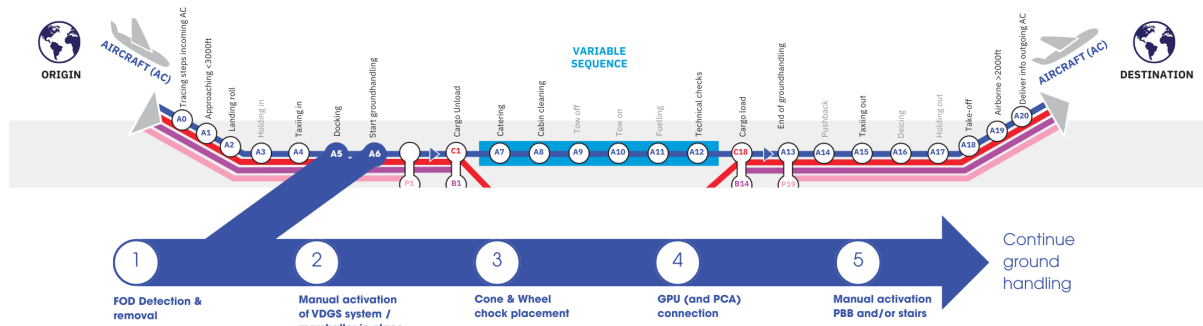 ORIGIN
AIRCRAFT (AC)
Tracing steps incoming AC
Approaching <3000ft
Landing roll
Holding in
Taxiing in
Docking
Start groundhandling
Cargo Unload
VARIABLE
SEQUENCE
Catering
Cabin cleaning
Tow off
Tow on
Fuelling
Technical checks
Cargo load
End of groundhandling
Pushback
Taxiing out
Deicing
Holding out
Take-off
Airborne >2000ft
Deliver info outgoing AC
AIRCRAFT (AC)
DESTINATION
A0
A1
A2
A3
A4
A5
A6
C1
A7
A8
A9
A10
A11
A12
C18
A13
A14
A15
A16
A17
A18
A19
A20
P1
B1
B14
P19
1
2
3
4
5
FOD Detection &
removal
Manual activation
of VDGS system /
marshaller in place
Cone & Wheel
chock placement
GPU (and PCA)
connection
Manual activation
PBB and/or stairs
Continue
ground
handling